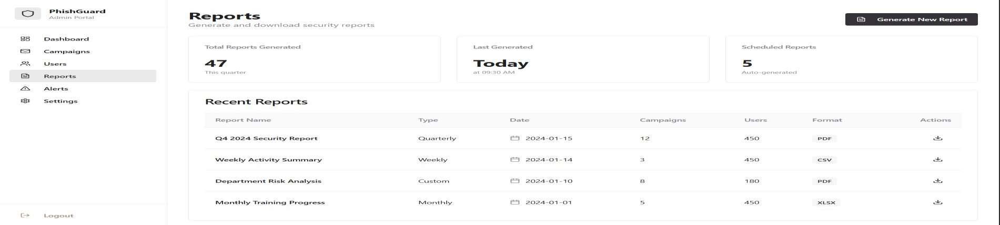 PhishGuard
Admin Portal
Dashboard
Campaigns
Users
Reports
Alerts
Settings
Logout
Reports
Generate and download security reports
Generate New Report
Total Reports Generated
47
This quarter
Last Generated
Today
at 09:30 AM
Scheduled Reports
5
Auto-generated
Recent Reports
Report Name Type Date Campaigns Users Format Actions
Q4 2024 Security Report Quarterly 2024-01-15 12 450 PDF
Weekly Activity Summary Weekly 2024-01-14 3 450 CSV
Department Risk Analysis Custom 2024-01-10 8 180 PDF
Monthly Training Progress Monthly 2024-01-01 5 450 XLSX